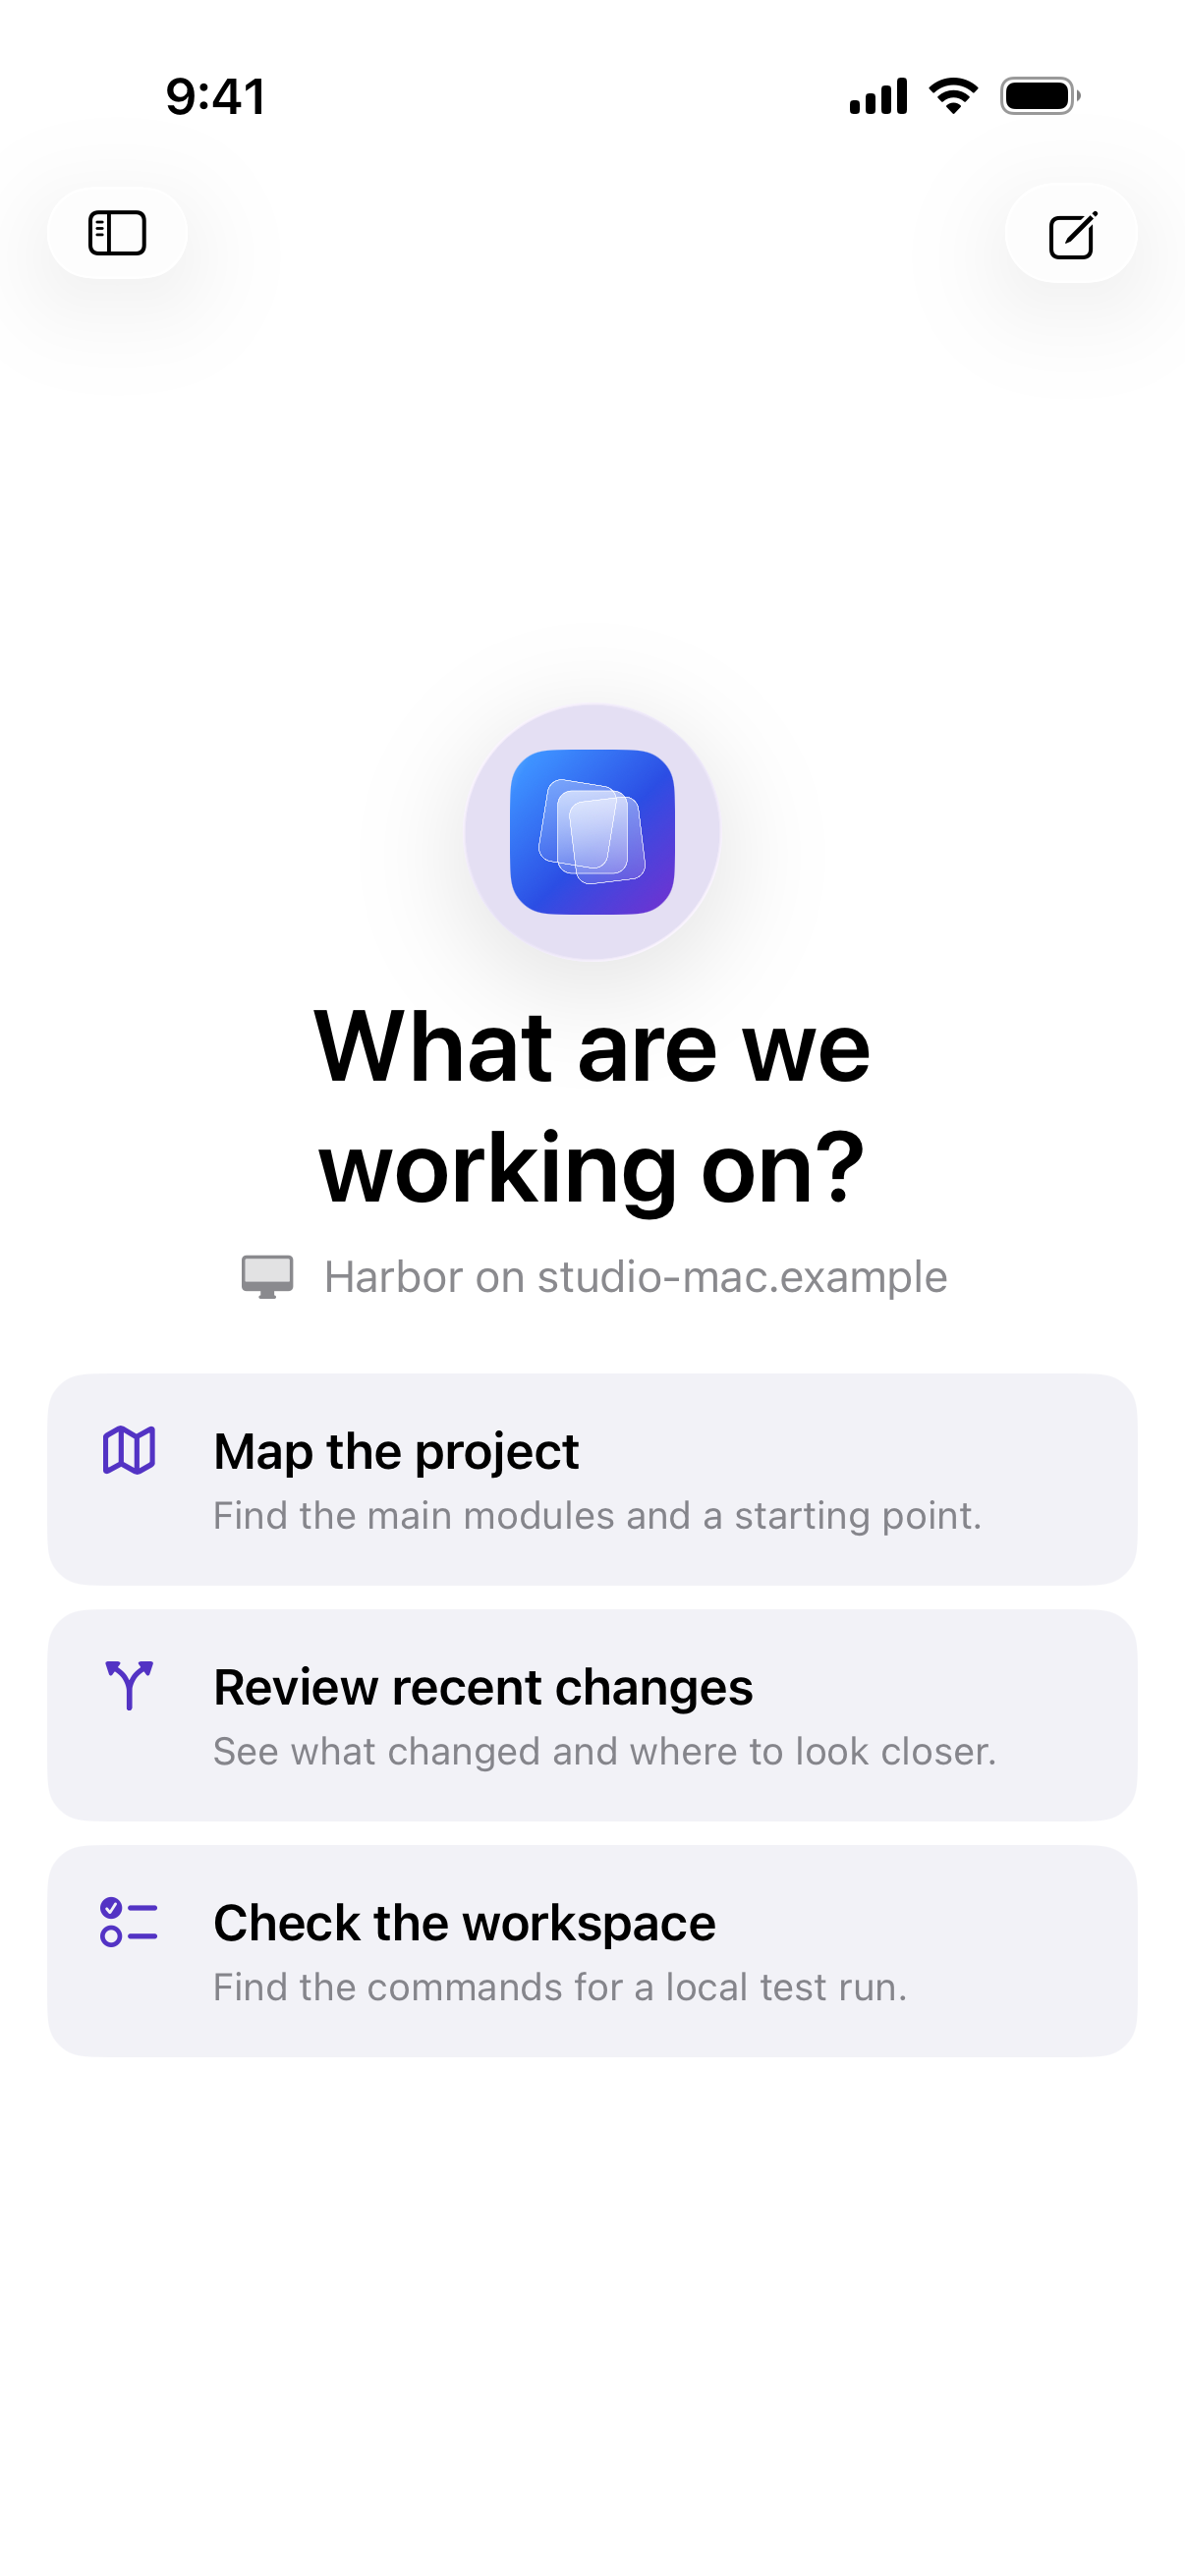 9:41
What are we
working on?
Harbor on studio-mac.example
Map the project
Find the main modules and a starting point.
Review recent changes
See what changed and where to look closer.
Check the workspace
Find the commands for a local test run.